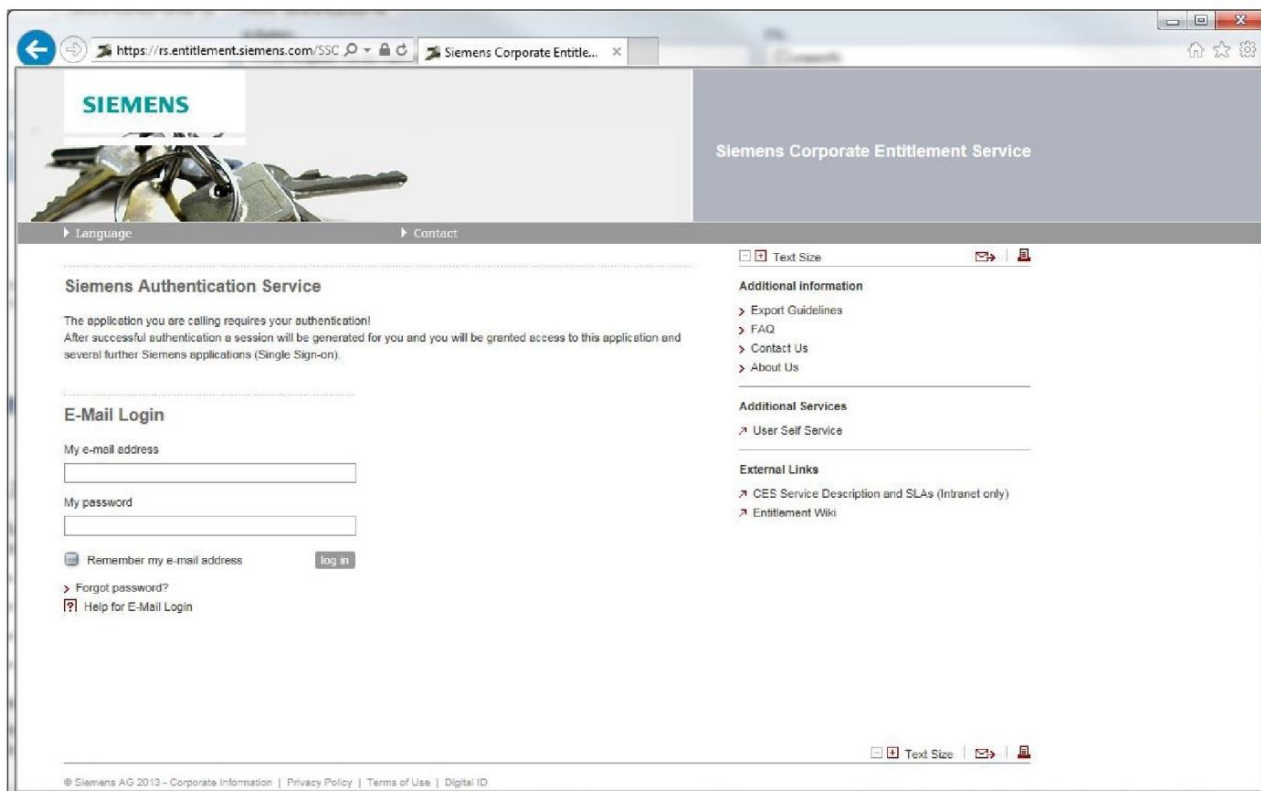 https://rs.entitlement.siemens.com/SSC
Siemens Corporate Entitle...
SIEMENS
Siemens Corporate Entitlement Service
Language
Contact
Text Size
Siemens Authentication Service
The application you are calling requires your authentication!
After successful authentication a session will be generated for you and you will be granted access to this application and
several further Siemens applications (Single Sign-on).
E-Mail Login
My e-mail address
My password
Remember my e-mail address
log in
Forgot password?
? Help for E-Mail Login
Additional information
Export Guidelines
FAQ
Contact Us
About Us
Additional Services
User Self Service
External Links
CES Service Description and SLAs (Intranet only)
Entitlement Wiki
Text Size
© Siemens AG 2013 - Corporate Information | Privacy Policy | Terms of Use | Digital ID